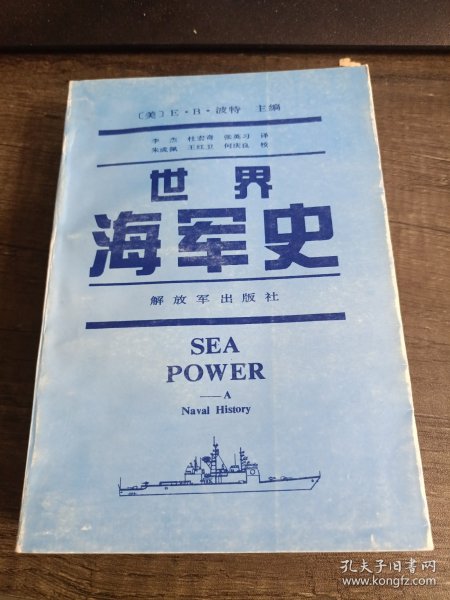 〔美〕E·B·波特 主编
李杰 杜宏奇 张英习 译
朱成佩 王红卫 何庆良 校
世界
海军史
解放军出版社
SEA
POWER
——A
Naval History
孔夫子旧书网
www.kongfz.com